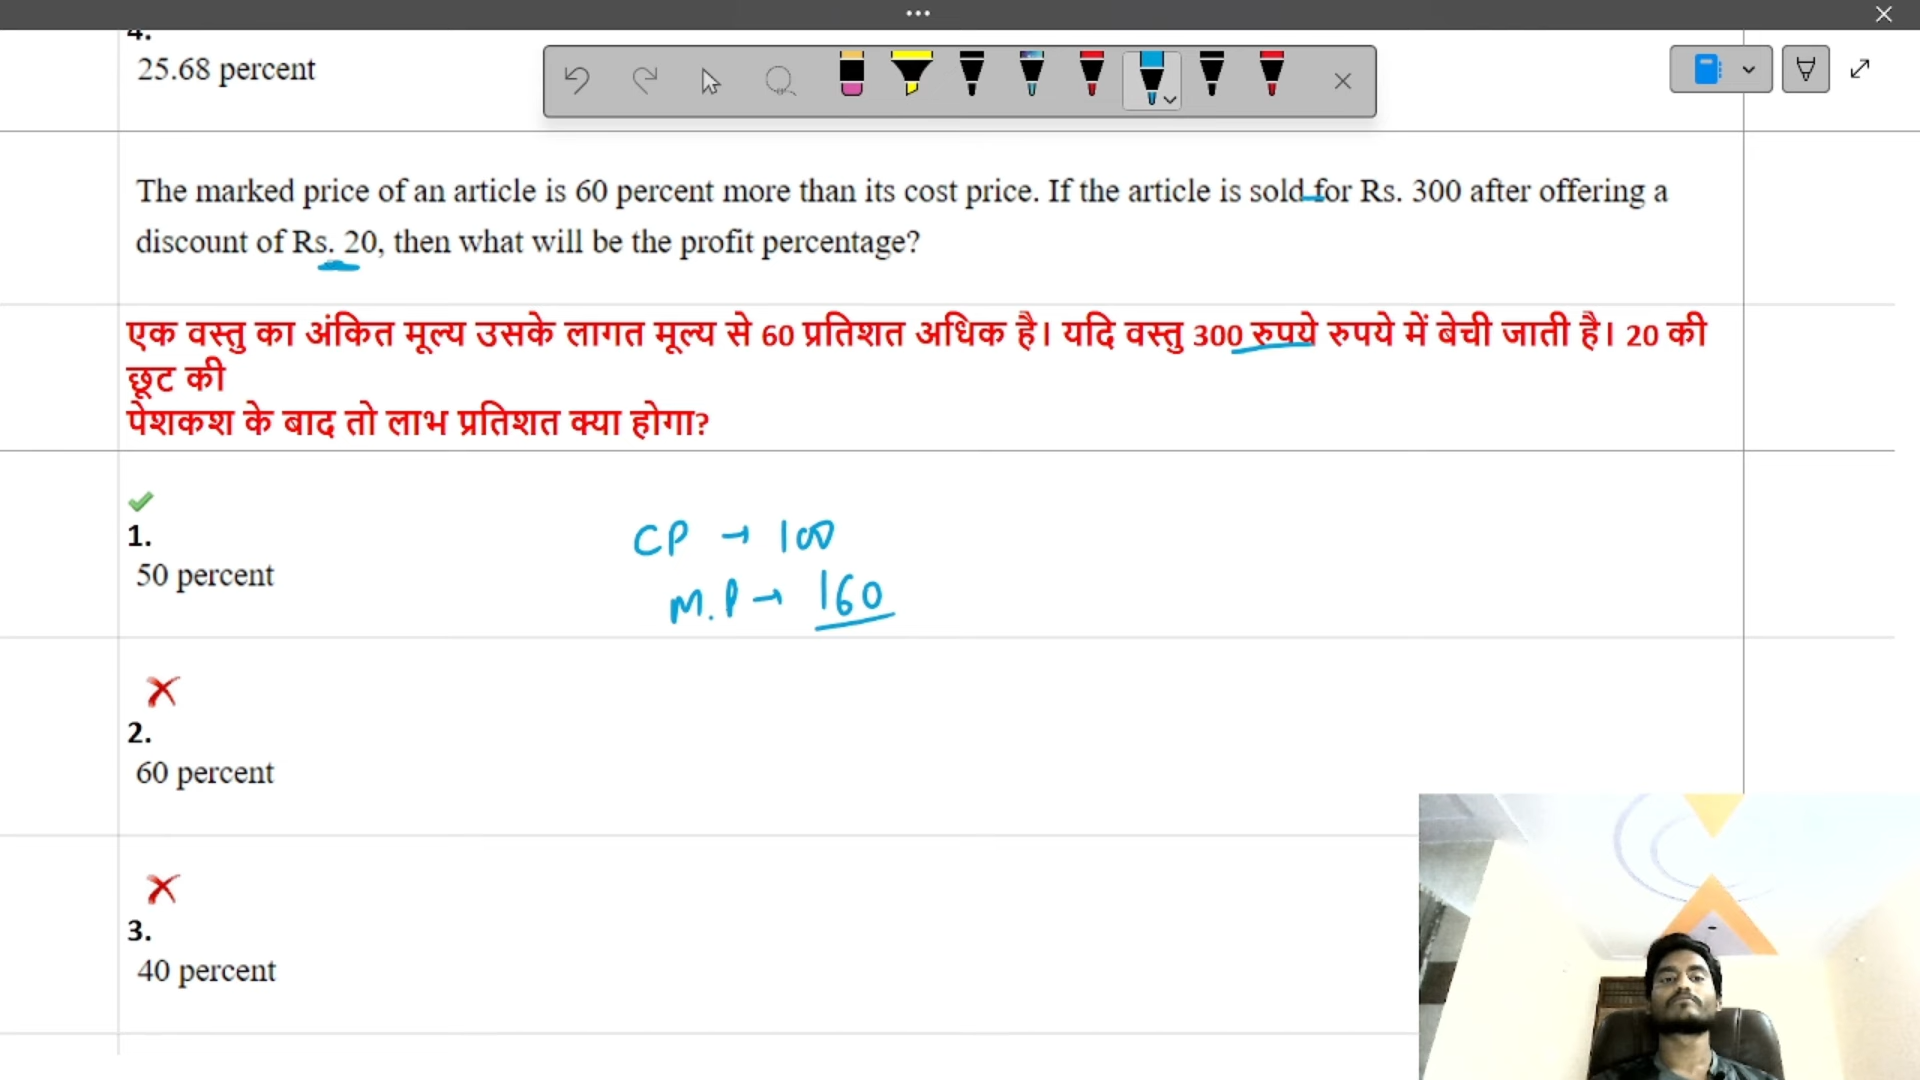 4.
25.68 percent
The marked price of an article is 60 percent more than its cost price. If the article is sold for Rs. 300 after offering a
discount of Rs. 20, then what will be the profit percentage?
एक वस्तु का अंकित मूल्य उसके लागत मूल्य से 60 प्रतिशत अधिक है। यदि वस्तु 300 रुपये रुपये में बेची जाती है। 20 की
छूट की
पेशकश के बाद तो लाभ प्रतिशत क्या होगा?
1.
50 percent
CP → 100
M.P → 160
2.
60 percent
3.
40 percent